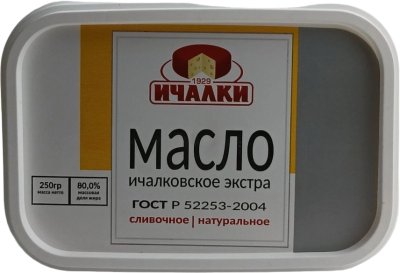 1929
ИЧАЛКИ
МАСЛО
ичалковское экстра
ГОСТ Р 52253-2004
сливочное | натуральное
250гр
масса нетто
80,0%
массовая
доля жира